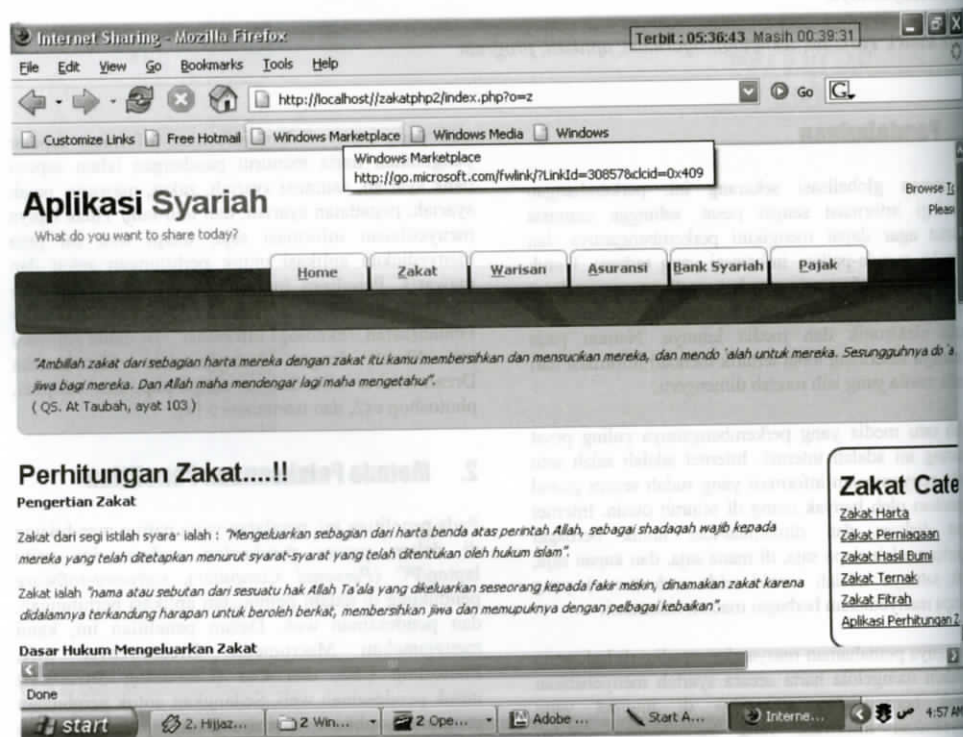 Internet Sharing - Mozilla Firefox
Terbit : 05:36:43 Masih 00:39:31
File Edit View Go Bookmarks Tools Help
http://localhost//zakatphp2/index.php?o=z
Go
G
Customize Links Free Hotmail Windows Marketplace Windows Media Windows
Windows Marketplace
http://go.microsoft.com/fwlink/?LinkId=30857&clcid=0x409
Aplikasi Syariah
What do you want to share today?
Browse
Home Zakat Warisan Asuransi Bank Syariah Pajak
"Ambillah zakat dari sebagian harta mereka dengan zakat itu kamu membersihkan dan mensucikan mereka, dan mendo 'alah untuk mereka. Sesungguhnya do 'a
jiwa bagi mereka. Dan Allah maha mendengar lagi maha mengetahui".
( QS. At Taubah, ayat 103 )
Perhitungan Zakat....!!
Pengertian Zakat
Zakat dari segi istilah syara' ialah : "Mengeluarkan sebagian dari harta benda atas perintah Allah, sebagai shadaqah wajib kepada
mereka yang telah ditetapkan menurut syarat-syarat yang telah ditentukan oleh hukum islam".
Zakat ialah "nama atau sebutan dari sesuatu hak Allah Ta'ala yang dikeluarkan seseorang kepada fakir miskin, dinamakan zakat karena
didalamnya terkandung harapan untuk beroleh berkat, membersihkan jiwa dan memupuknya dengan pelbagai kebaikan".
Dasar Hukum Mengeluarkan Zakat
Zakat Cate
Zakat Harta
Zakat Perniagaan
Zakat Hasil Bumi
Zakat Ternak
Zakat Fitrah
Aplikasi Perhitungan
Done
start 2. Hijjaz... 2 Win... 2 Ope... Adobe ... Start A... Interne... 4:57 AM